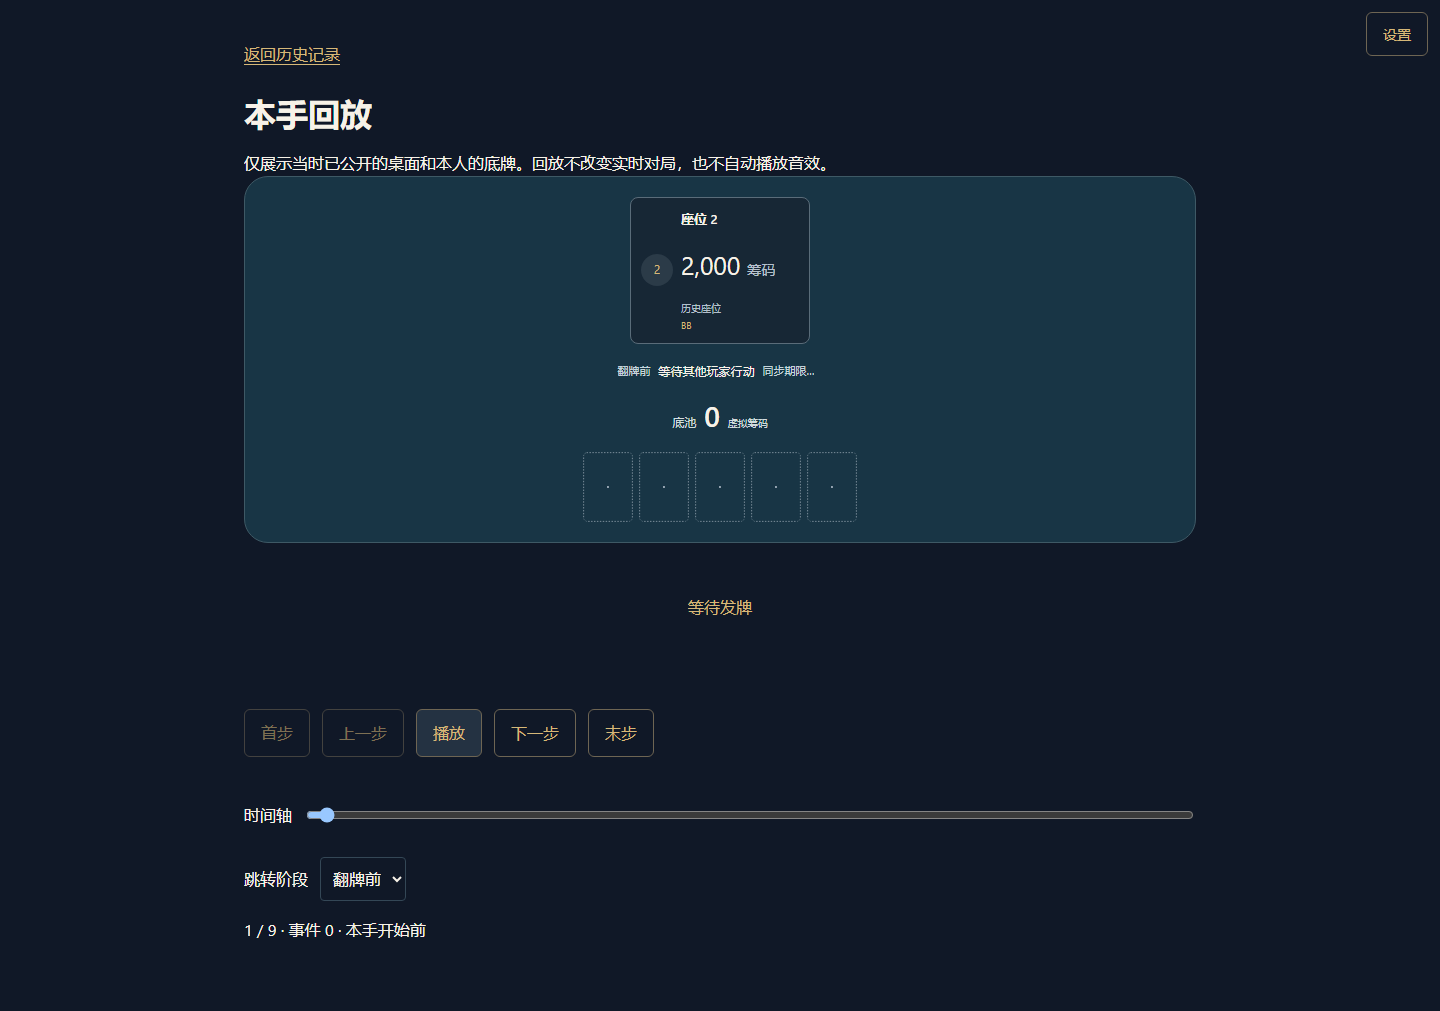 设置
返回历史记录
本手回放
仅展示当时已公开的桌面和本人的底牌。回放不改变实时对局，也不自动播放音效。
座位 2
2
2,000 筹码
历史座位
BB
翻牌前 等待其他玩家行动 同步期限...
底池 0 虚拟筹码
· · · · ·
等待发牌
首步 上一步 播放 下一步 末步
时间轴
跳转阶段 翻牌前
1 / 9 · 事件 0 · 本手开始前